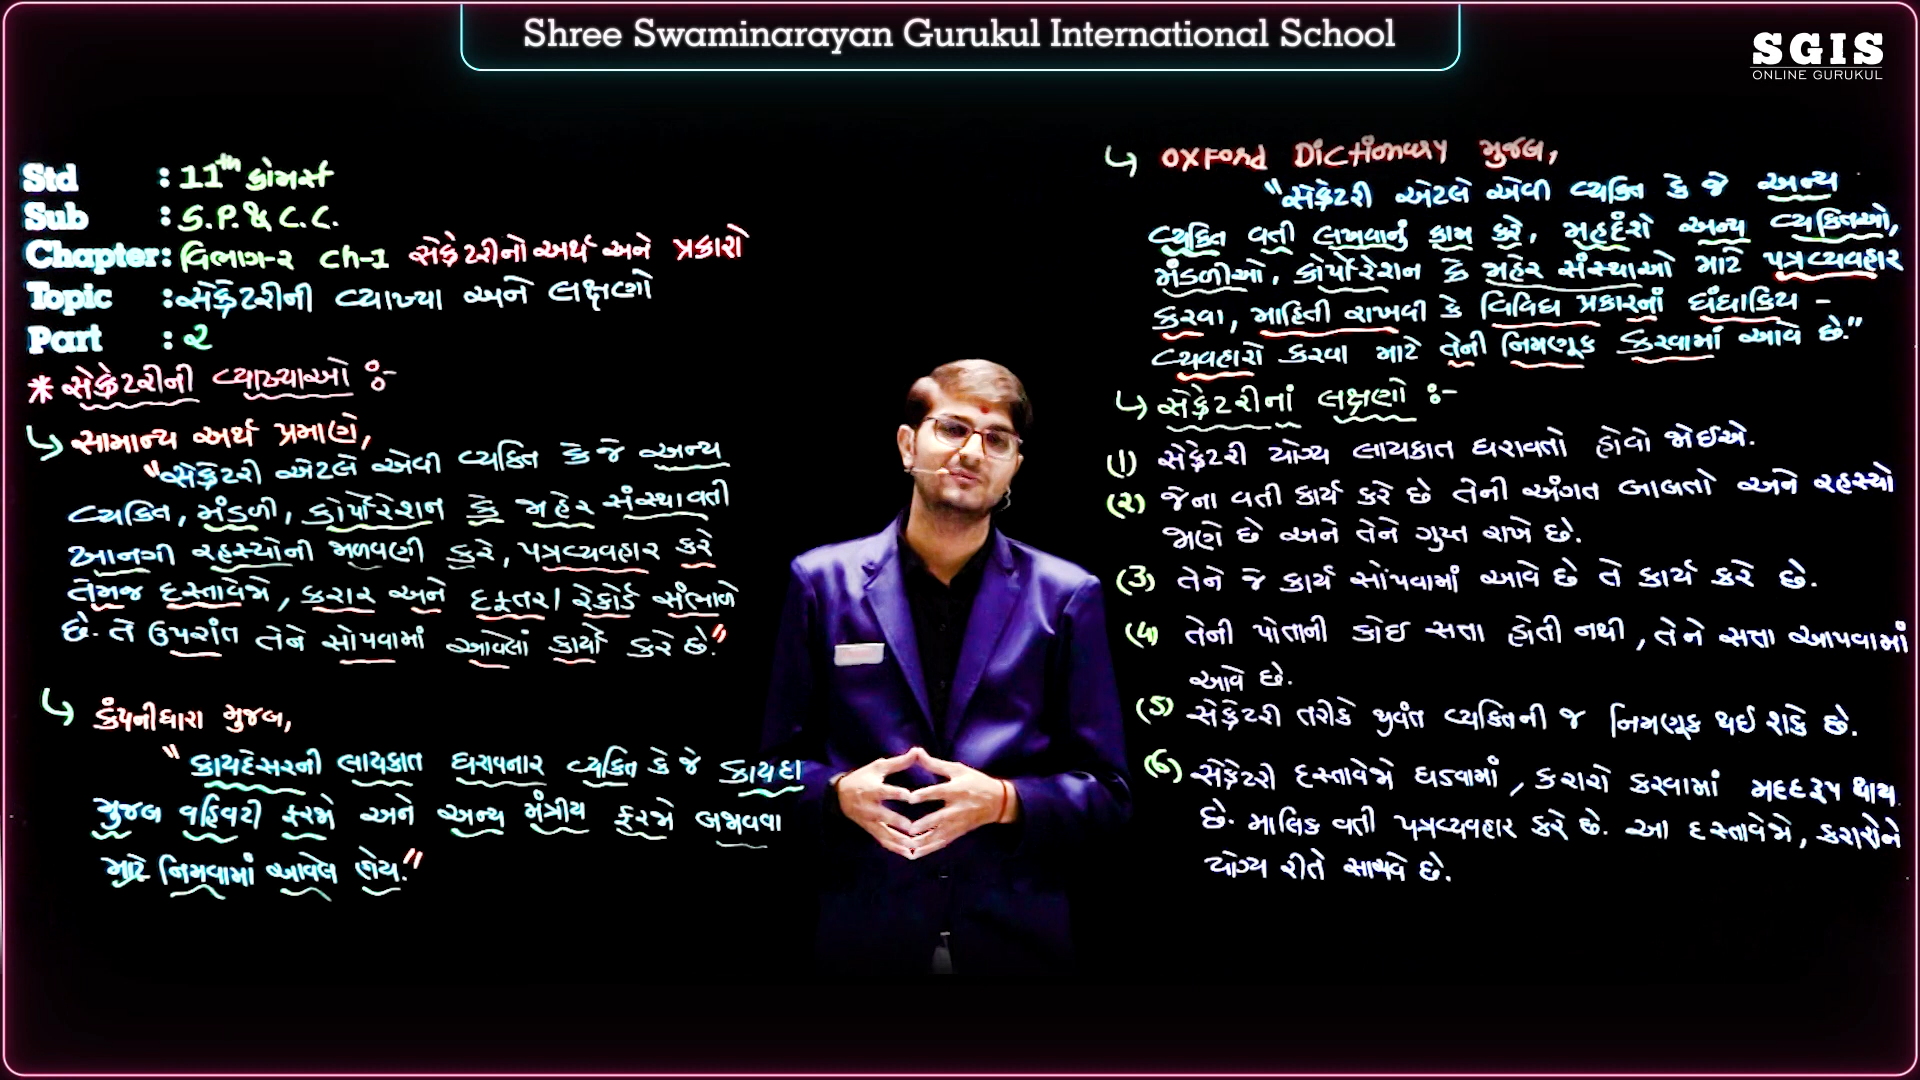 Shree Swaminarayan Gurukul International School
SGIS
ONLINE GURUKUL
Std : 11th કોમર્સ
Sub : S.P. & C.C.
Chapter: વિભાગ-૨ Ch-1 સેક્રેટરીનો અર્થ અને પ્રકારો
Topic :સેક્રેટરીની વ્યાખ્યા અને લક્ષણો
Part : ૨
* સેક્રેટરીની વ્યાખ્યાઓ :-
↳ સામાન્ય અર્થ પ્રમાણે,
"સેક્રેટરી એટલે એવી વ્યક્તિ કે જે અન્ય
વ્યક્તિ, મંડળી, કોર્પોરેશન કે જાહેર સંસ્થા વતી
ખાનગી રહસ્યોની જાળવણી કરે, પત્રવ્યવહાર કરે
તેમજ દસ્તાવેજો, કરાર અને દફતર/રેકોર્ડ સંભાળે
છે. તે ઉપરાંત તેને સોપવામાં આવેલાં કાર્યો કરે છે."
↳ કંપનીધારા મુજબ,
"કાયદેસરની લાયકાત ધરાવનાર વ્યક્તિ કે જે કાયદા
મુજબ વહિવટી ફરજો અને અન્ય મંત્રીય ફરજો બજાવવા
માટે નિમવામાં આવેલ હોય."
↳ Oxford Dictionary મુજબ,
"સેક્રેટરી એટલે એવી વ્યક્તિ કે જે અન્ય
વ્યક્તિ વતી લખવાનું કામ કરે, મહદંશે અન્ય વ્યક્તિઓ,
મંડળીઓ, કોર્પોરેશન કે જાહેર સંસ્થાઓ માટે પત્રવ્યવહાર
કરવા, માહિતી રાખવી કે વિવિધ પ્રકારનાં ધંધાકિય -
વ્યવહારો કરવા માટે તેની નિમણૂક કરવામાં આવે છે."
↳ સેક્રેટરીનાં લક્ષણો :-
(1) સેક્રેટરી યોગ્ય લાયકાત ધરાવતો હોવો જોઈએ.
(૨) જેના વતી કાર્ય કરે છે તેની અંગત બાબતો અને રહસ્યો
જાણે છે અને તેને ગુપ્ત રાખે છે.
(3) તેને જે કાર્ય સોંપવામાં આવે છે તે કાર્ય કરે છે.
(4) તેની પોતાની કોઈ સત્તા હોતી નથી, તેને સત્તા આપવામાં
આવે છે.
(5) સેક્રેટરી તરીકે જીવંત વ્યક્તિની જ નિમણૂક થઈ શકે છે.
(6) સેક્રેટરી દસ્તાવેજો ઘડવામાં, કરારો કરવામાં મદદરૂપ થાય
છે. માલિક વતી પત્રવ્યવહાર કરે છે. આ દસ્તાવેજો, કરારોને
યોગ્ય રીતે સાચવે છે.